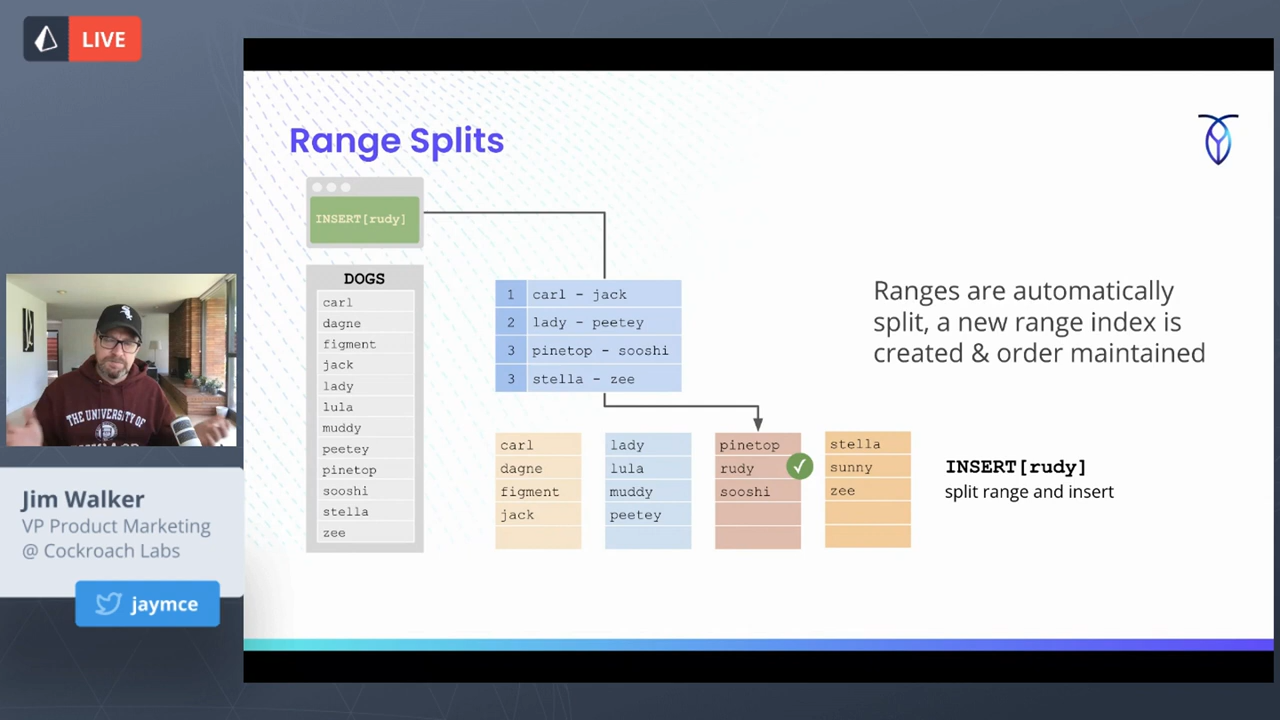 LIVE
Range Splits
INSERT[rudy]
DOGS
carl
dagne
figment
jack
lady
lula
muddy
peetey
pinetop
sooshi
stella
zee
1 carl - jack
2 lady - peetey
3 pinetop - sooshi
3 stella - zee
carl
dagne
figment
jack
lady
lula
muddy
peetey
pinetop
rudy
sooshi
stella
sunny
zee
Ranges are automatically
split, a new range index is
created & order maintained
INSERT[rudy]
split range and insert
THE UNIVERSITY OF
Jim Walker
VP Product Marketing
@ Cockroach Labs
jaymce